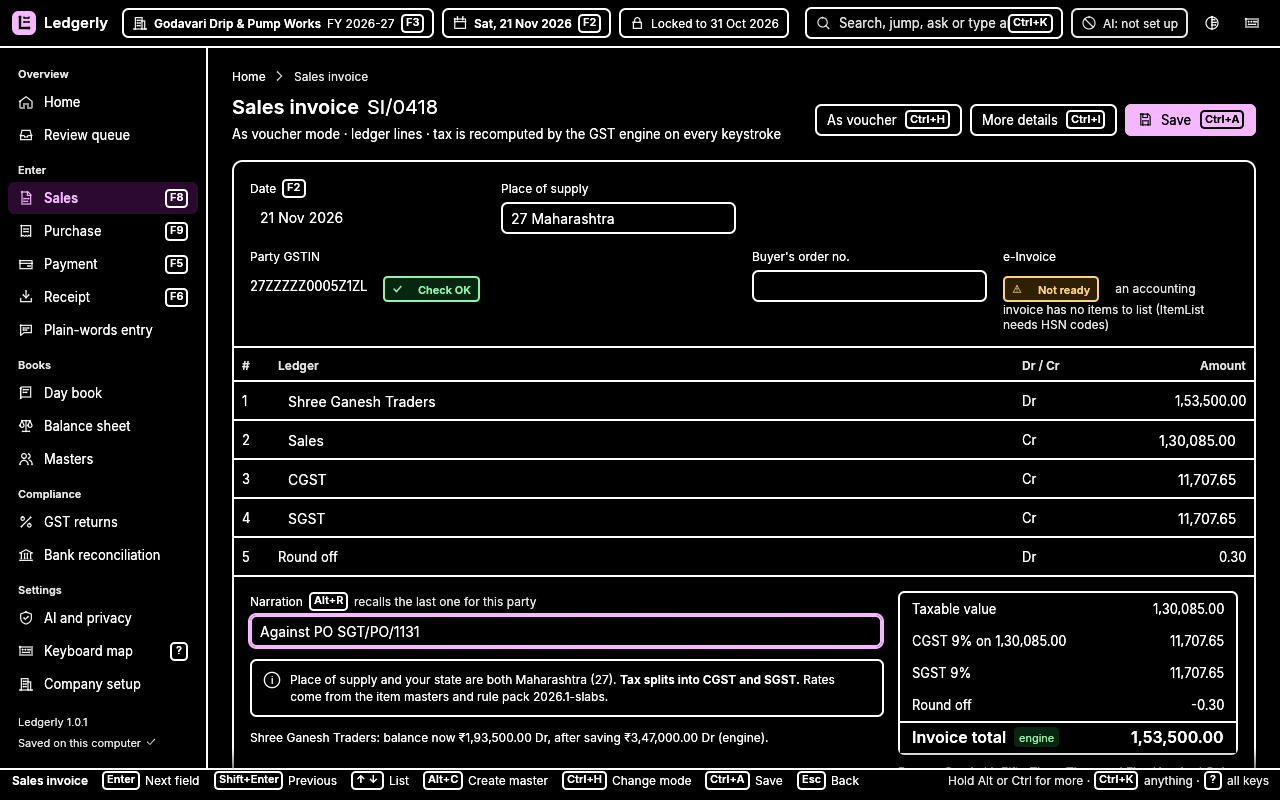 Ledgerly
Godavari Drip & Pump Works FY 2026-27 F3
Sat, 21 Nov 2026 F2
Locked to 31 Oct 2026
Search, jump, ask or type a Ctrl+K
AI: not set up
Overview
Home
Review queue
Enter
Sales F8
Purchase F9
Payment F5
Receipt F6
Plain-words entry
Books
Day book
Balance sheet
Masters
Compliance
GST returns
Bank reconciliation
Settings
AI and privacy
Keyboard map ?
Company setup
Ledgerly 1.0.1
Saved on this computer
Home > Sales invoice
Sales invoice SI/0418
As voucher mode · ledger lines · tax is recomputed by the GST engine on every keystroke
As voucher Ctrl+H
More details Ctrl+I
Save Ctrl+A
Date F2
21 Nov 2026
Place of supply
27 Maharashtra
Party GSTIN
27ZZZZZ0005Z1ZL Check OK
Buyer's order no.
e-Invoice
Not ready an accounting
invoice has no items to list (ItemList
needs HSN codes)
# Ledger Dr / Cr Amount
1 Shree Ganesh Traders Dr 1,53,500.00
2 Sales Cr 1,30,085.00
3 CGST Cr 11,707.65
4 SGST Cr 11,707.65
5 Round off Dr 0.30
Narration Alt+R recalls the last one for this party
Against PO SGT/PO/1131
Place of supply and your state are both Maharashtra (27). Tax splits into CGST and SGST. Rates
come from the item masters and rule pack 2026.1-slabs.
Shree Ganesh Traders: balance now ₹1,93,500.00 Dr, after saving ₹3,47,000.00 Dr (engine).
Taxable value 1,30,085.00
CGST 9% on 1,30,085.00 11,707.65
SGST 9% 11,707.65
Round off -0.30
Invoice total engine 1,53,500.00
Sales invoice Enter Next field Shift+Enter Previous ↑ ↓ List Alt+C Create master Ctrl+H Change mode Ctrl+A Save Esc Back
Hold Alt or Ctrl for more · Ctrl+K anything · ? all keys